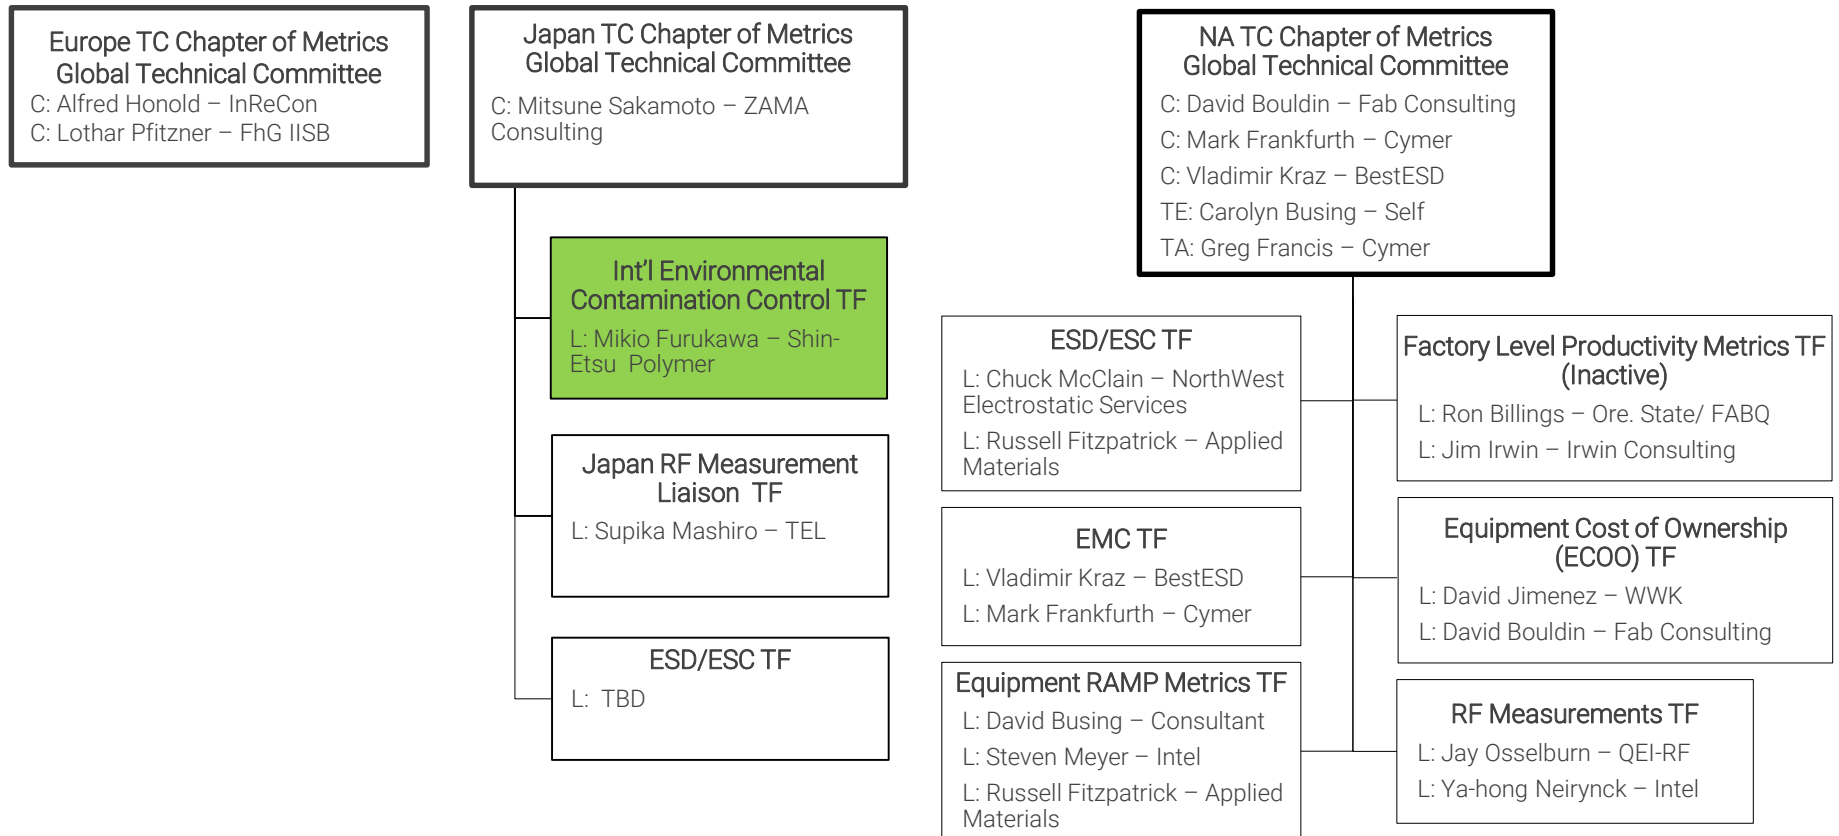 Europe TC Chapter of Metrics
Global Technical Committee
C: Alfred Honold – InReCon
C: Lothar Pfitzner – FhG IISB
Japan TC Chapter of Metrics
Global Technical Committee
C: Mitsune Sakamoto – ZAMA
Consulting
Int'l Environmental
Contamination Control TF
L: Mikio Furukawa – Shin-
Etsu Polymer
Japan RF Measurement
Liaison TF
L: Supika Mashiro – TEL
ESD/ESC TF
L: TBD
NA TC Chapter of Metrics
Global Technical Committee
C: David Bouldin – Fab Consulting
C: Mark Frankfurth – Cymer
C: Vladimir Kraz – BestESD
TE: Carolyn Busing – Self
TA: Greg Francis – Cymer
ESD/ESC TF
L: Chuck McClain – NorthWest
Electrostatic Services
L: Russell Fitzpatrick – Applied
Materials
EMC TF
L: Vladimir Kraz – BestESD
L: Mark Frankfurth – Cymer
Equipment RAMP Metrics TF
L: David Busing – Consultant
L: Steven Meyer – Intel
L: Russell Fitzpatrick – Applied
Materials
Factory Level Productivity Metrics TF
(Inactive)
L: Ron Billings – Ore. State/ FABQ
L: Jim Irwin – Irwin Consulting
Equipment Cost of Ownership
(ECOO) TF
L: David Jimenez – WWK
L: David Bouldin – Fab Consulting
RF Measurements TF
L: Jay Osselburn – QEI-RF
L: Ya-hong Neirynck – Intel